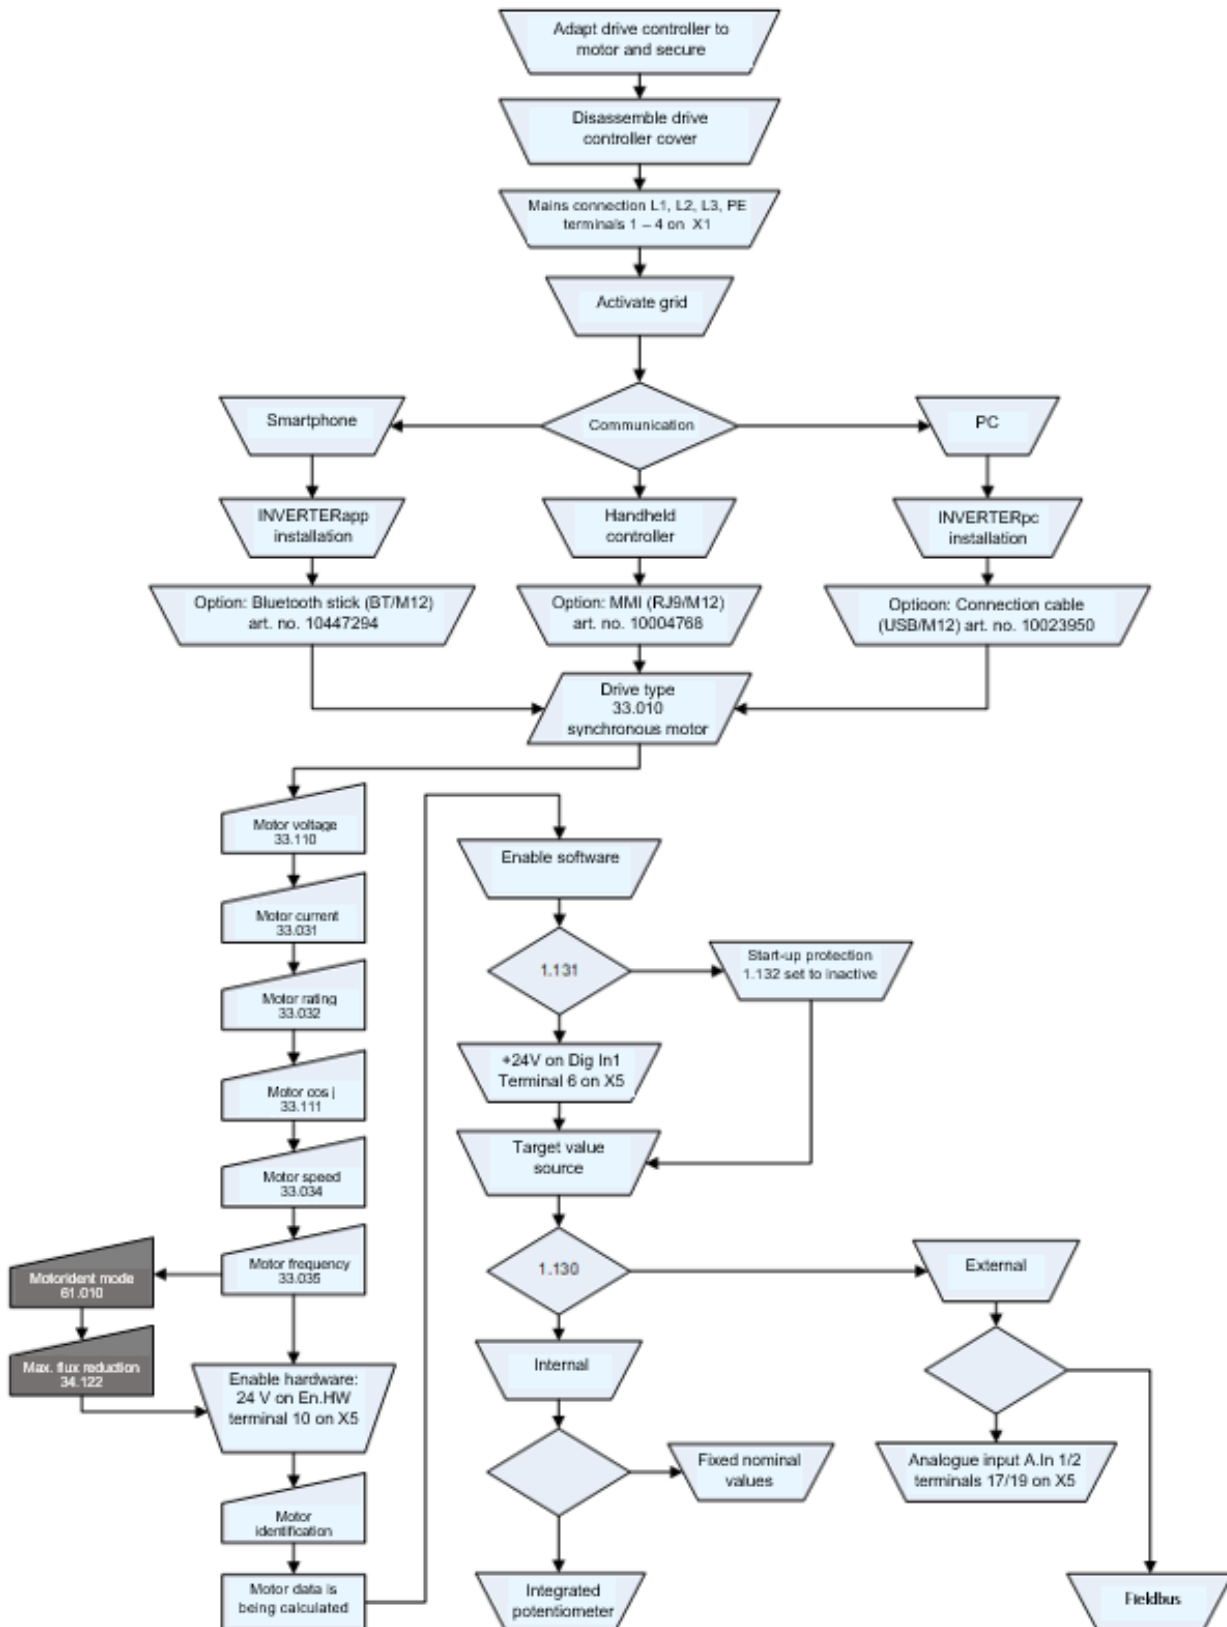 Adapt drive controller to
motor and secure
Disassemble drive
controller cover
Mains connection L1, L2, L3, PE
terminals 1 – 4 on X1
Activate grid
Communication
Smartphone
PC
INVERTERapp
installation
Handheld
controller
INVERTERpc
installation
Option: Bluetooth stick (BT/M12)
art. no. 10447294
Option: MMI (RJ9/M12)
art. no. 10004768
Optioon: Connection cable
(USB/M12) art. no. 10023950
Drive type
33.010
synchronous motor
Motor voltage
33.110
Motor current
33.031
Motor rating
33.032
Motor cos j
33.111
Motor speed
33.034
Motor frequency
33.035
Motorident mode
61.010
Max. flux reduction
34.122
Enable hardware:
24 V on En.HW
terminal 10 on X5
Motor
identification
Motor data is
being calculated
Enable software
1.131
Start-up protection
1.132 set to inactive
+24V on Dig In1
Terminal 6 on X5
Target value
source
1.130
External
Internal
Fixed nominal
values
Analogue input A.In 1/2
terminals 17/19 on X5
Integrated
potentiometer
Fieldbus